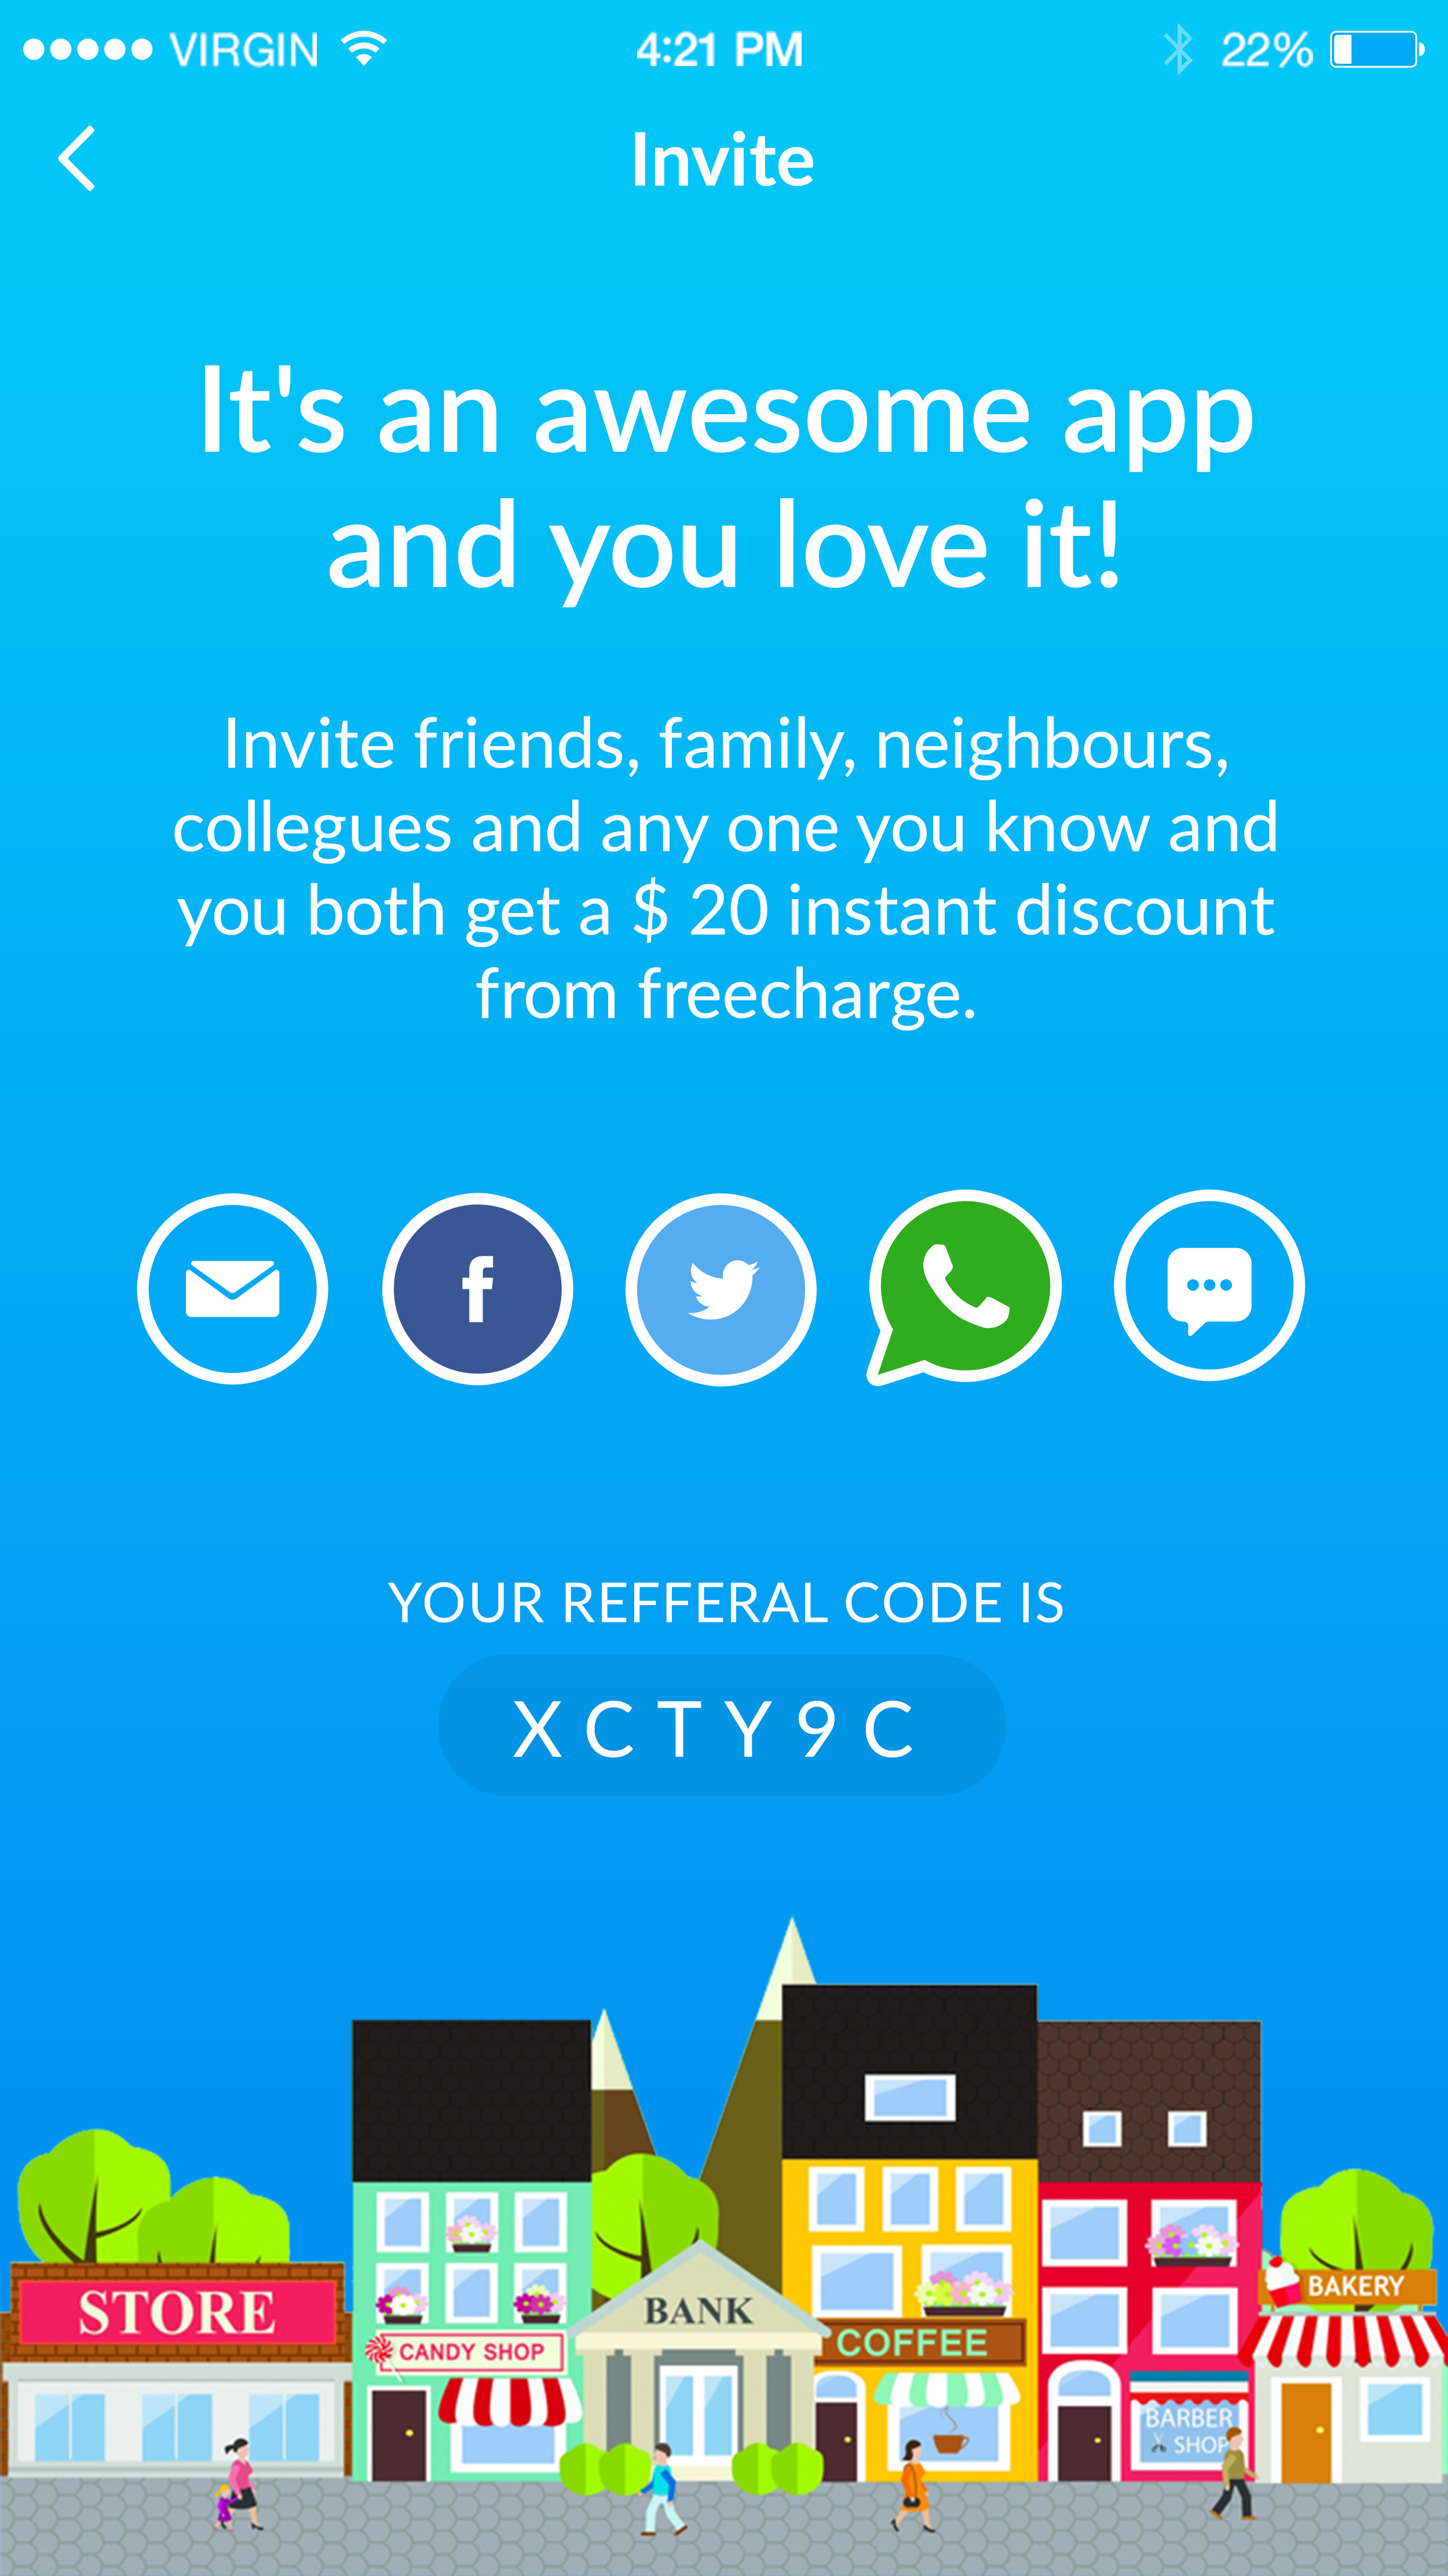 VIRGIN 4:21 PM 22%
Invite
It's an awesome app
and you love it!
Invite friends, family, neighbours,
collegues and any one you know and
you both get a $ 20 instant discount
from freecharge.
f
YOUR REFFERAL CODE IS
X C T Y 9 C
STORE
CANDY SHOP
BANK
COFFEE
BARBER
SHOP
BAKERY